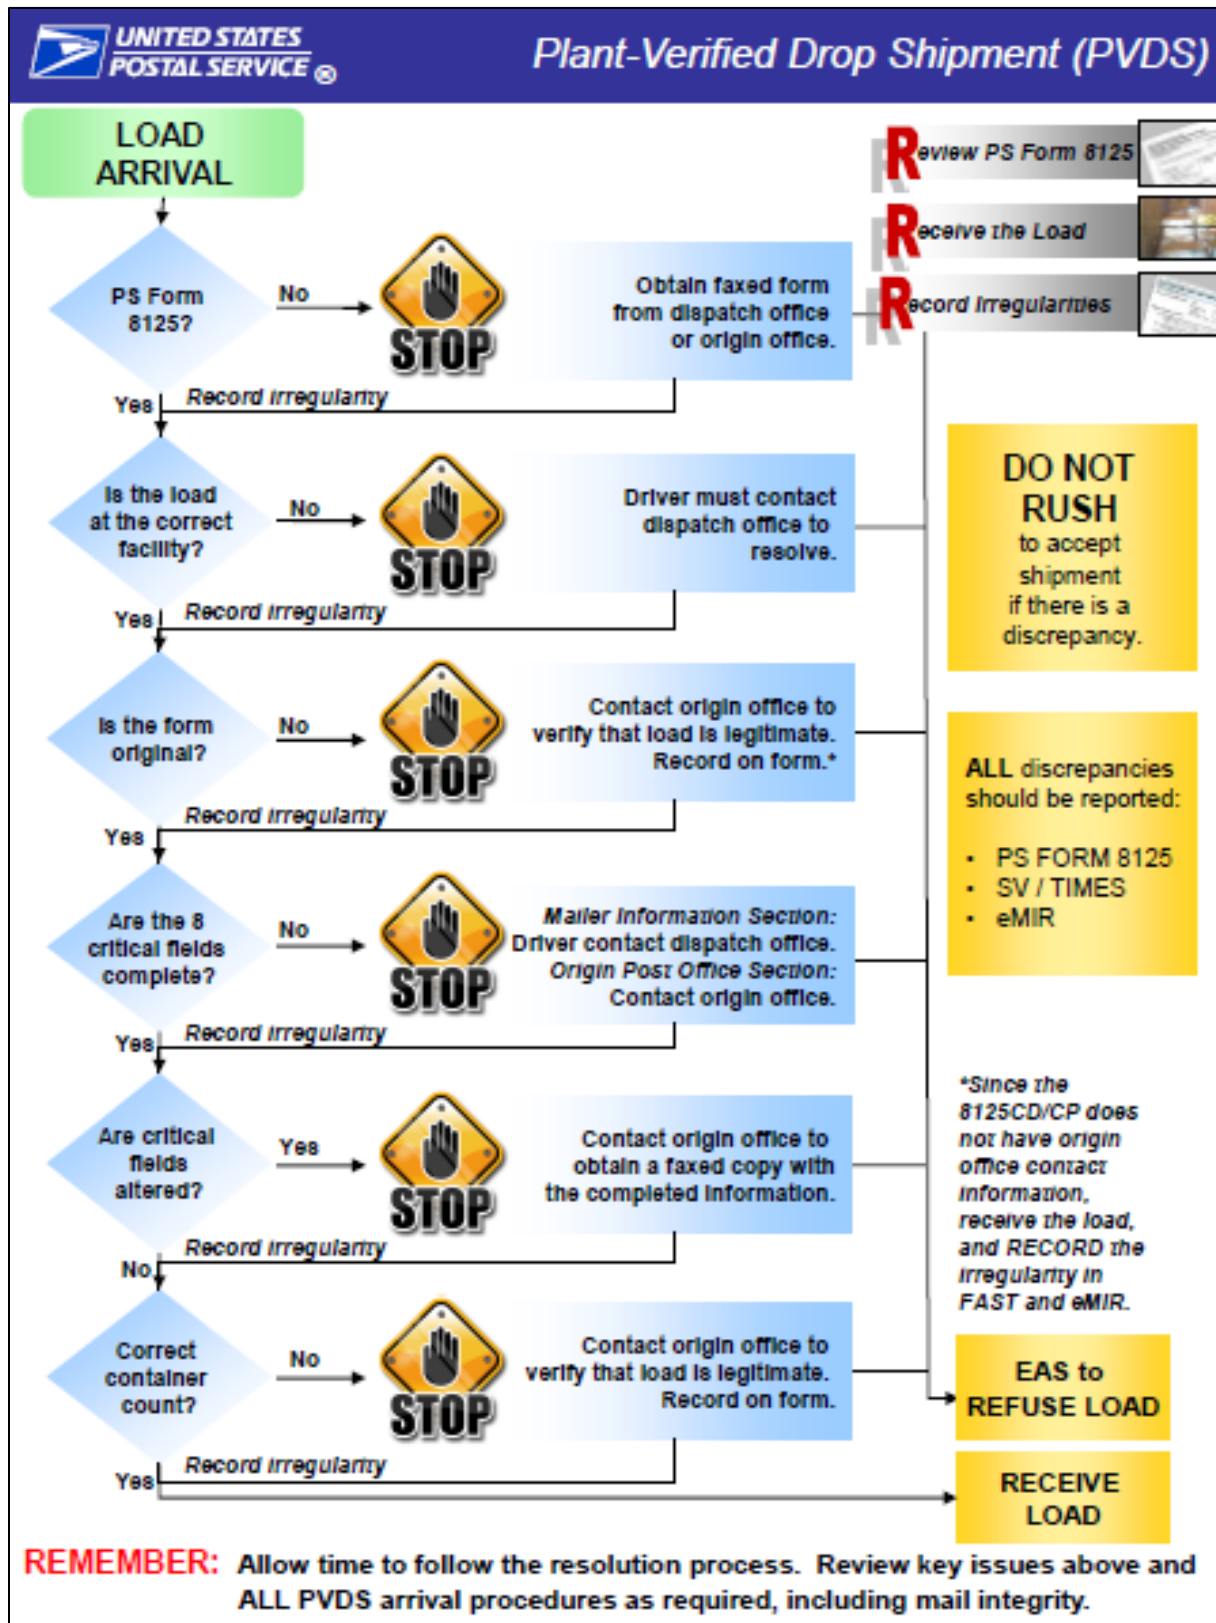 UNITED STATES
POSTAL SERVICE ®
Plant-Verified Drop Shipment (PVDS)
LOAD
ARRIVAL
Review PS Form 8125
Receive the Load
Record Irregularities
PS Form
8125?
No
STOP
Obtain faxed form
from dispatch office
or origin office.
Yes
Record irregularity
Is the load
at the correct
facility?
No
STOP
Driver must contact
dispatch office to
resolve.
Yes
Record irregularity
DO NOT
RUSH
to accept
shipment
if there is a
discrepancy.
Is the form
original?
No
STOP
Contact origin office to
verify that load is legitimate.
Record on form.*
Yes
Record irregularity
ALL discrepancies
should be reported:
▪ PS FORM 8125
▪ SV / TIMES
▪ eMIR
Are the 8
critical fields
complete?
No
STOP
Mailer Information Section:
Driver contact dispatch office.
Origin Post Office Section:
Contact origin office.
Yes
Record irregularity
Are critical
fields
altered?
Yes
STOP
Contact origin office to
obtain a faxed copy with
the completed information.
No
Record irregularity
*Since the
8125CD/CP does
not have origin
office contact
information,
receive the load,
and RECORD the
irregularity in
FAST and eMIR.
Correct
container
count?
No
STOP
Contact origin office to
verify that load is legitimate.
Record on form.
Yes
Record irregularity
EAS to
REFUSE LOAD
RECEIVE
LOAD
REMEMBER: Allow time to follow the resolution process. Review key issues above and
ALL PVDS arrival procedures as required, including mail integrity.